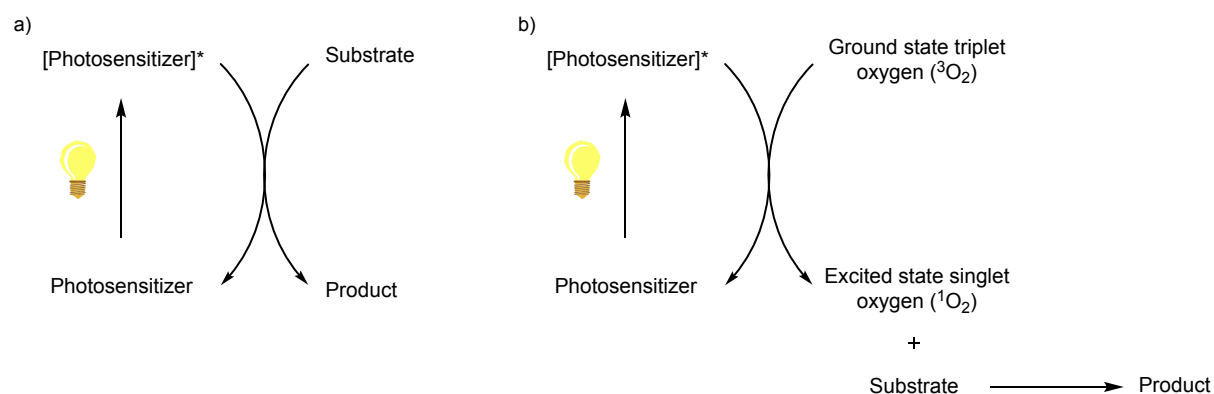 a)
[Photosensitizer]*
Substrate
Photosensitizer
Product
b)
[Photosensitizer]*
Ground state triplet
oxygen (³O₂)
Photosensitizer
Excited state singlet
oxygen (¹O₂)
+
Substrate
Product